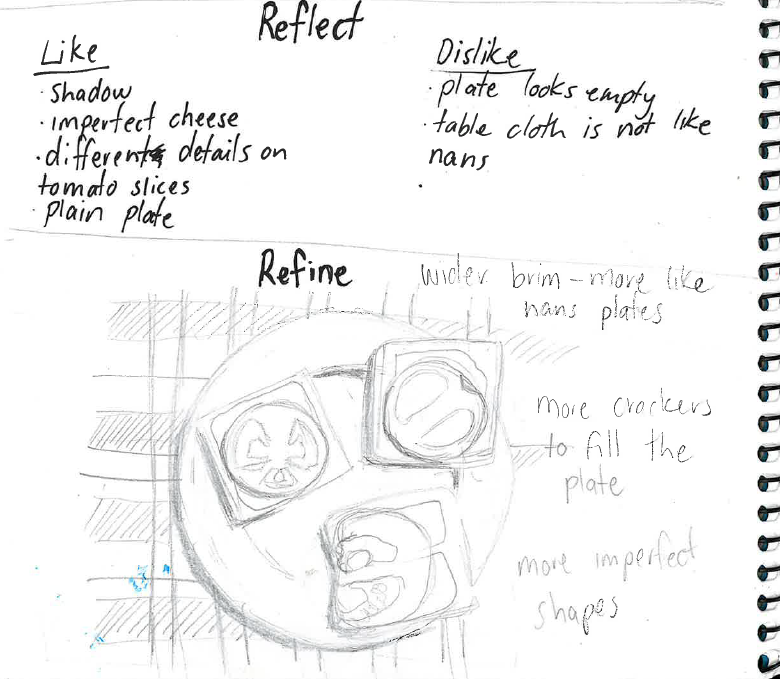 Reflect
Like
· shadow
· imperfect cheese
· different details on
tomato slices
· plain plate
Dislike
· plate looks empty
· table cloth is not like
nans
·
Refine
wider brim - more like
nans plates
more crackers
to fill the
plate
more imperfect
shapes